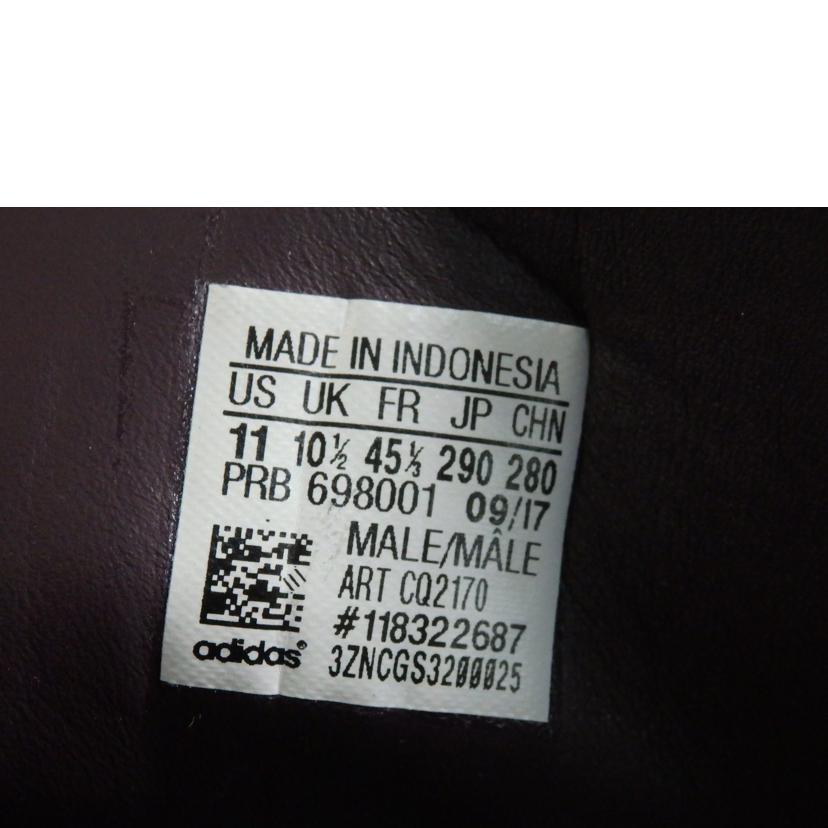 MADE IN INDONESIA
US UK FR JP CHN
11 10½ 45⅓ 290 280
PRB 698001 09/17
MALE/MÂLE
ART CQ2170
#118322687
adidas® 3ZNCGS3200025